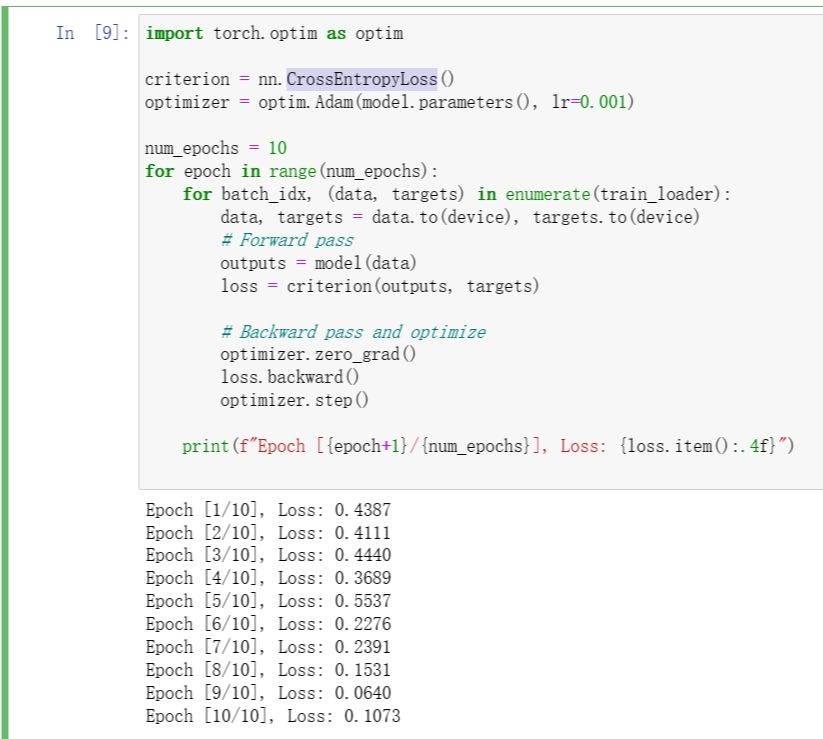 In [9]: import torch.optim as optim
criterion = nn.CrossEntropyLoss()
optimizer = optim.Adam(model.parameters(), lr=0.001)
num_epochs = 10
for epoch in range(num_epochs):
    for batch_idx, (data, targets) in enumerate(train_loader):
        data, targets = data.to(device), targets.to(device)
        # Forward pass
        outputs = model(data)
        loss = criterion(outputs, targets)
        # Backward pass and optimize
        optimizer.zero_grad()
        loss.backward()
        optimizer.step()
    print(f"Epoch [{epoch+1}/{num_epochs}], Loss: {loss.item():.4f}")
Epoch [1/10], Loss: 0.4387
Epoch [2/10], Loss: 0.4111
Epoch [3/10], Loss: 0.4440
Epoch [4/10], Loss: 0.3689
Epoch [5/10], Loss: 0.5537
Epoch [6/10], Loss: 0.2276
Epoch [7/10], Loss: 0.2391
Epoch [8/10], Loss: 0.1531
Epoch [9/10], Loss: 0.0640
Epoch [10/10], Loss: 0.1073